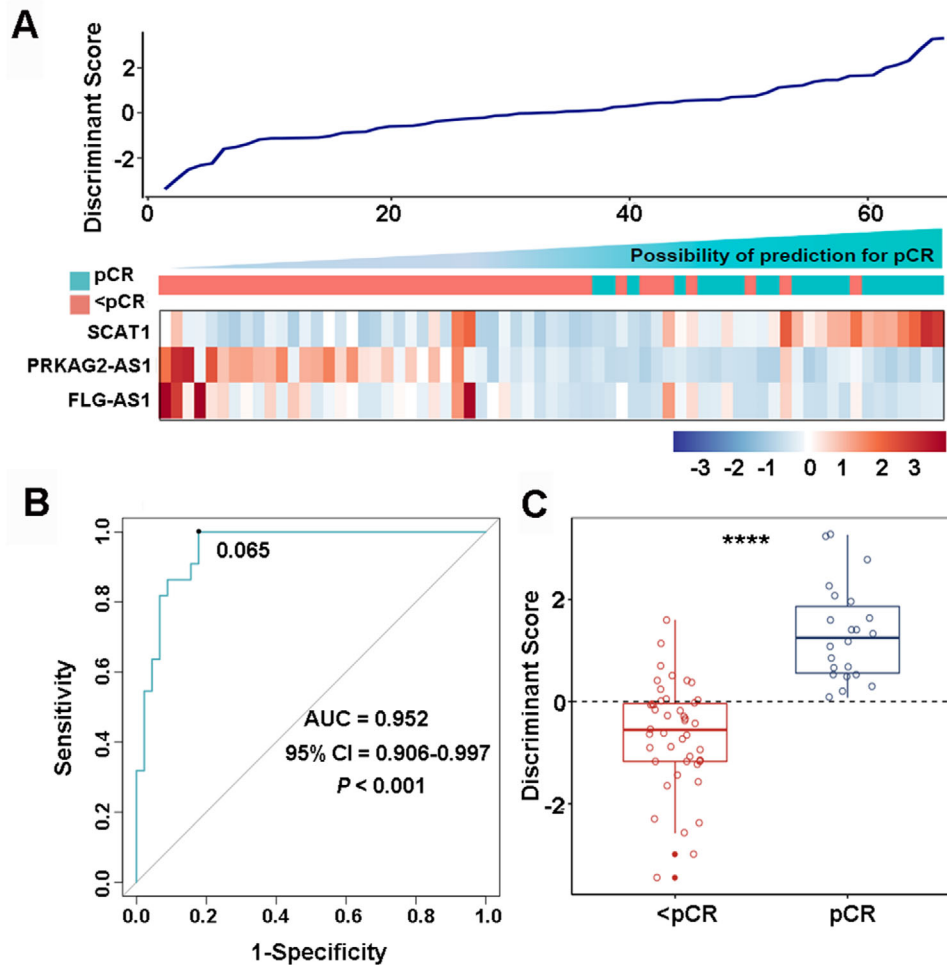 A
Discriminant Score
2
0
-2
0
20
40
60
Possibility of prediction for pCR
pCR
<pCR
SCAT1
PRKAG2-AS1
FLG-AS1
-3 -2 -1 0 1 2 3
B
Sensitivity
1.0
0.8
0.6
0.4
0.2
0.0
0.065
AUC = 0.952
95% CI = 0.906-0.997
P < 0.001
0.0 0.2 0.4 0.6 0.8 1.0
1-Specificity
C
Discriminant Score
2
0
-2
****
<pCR pCR